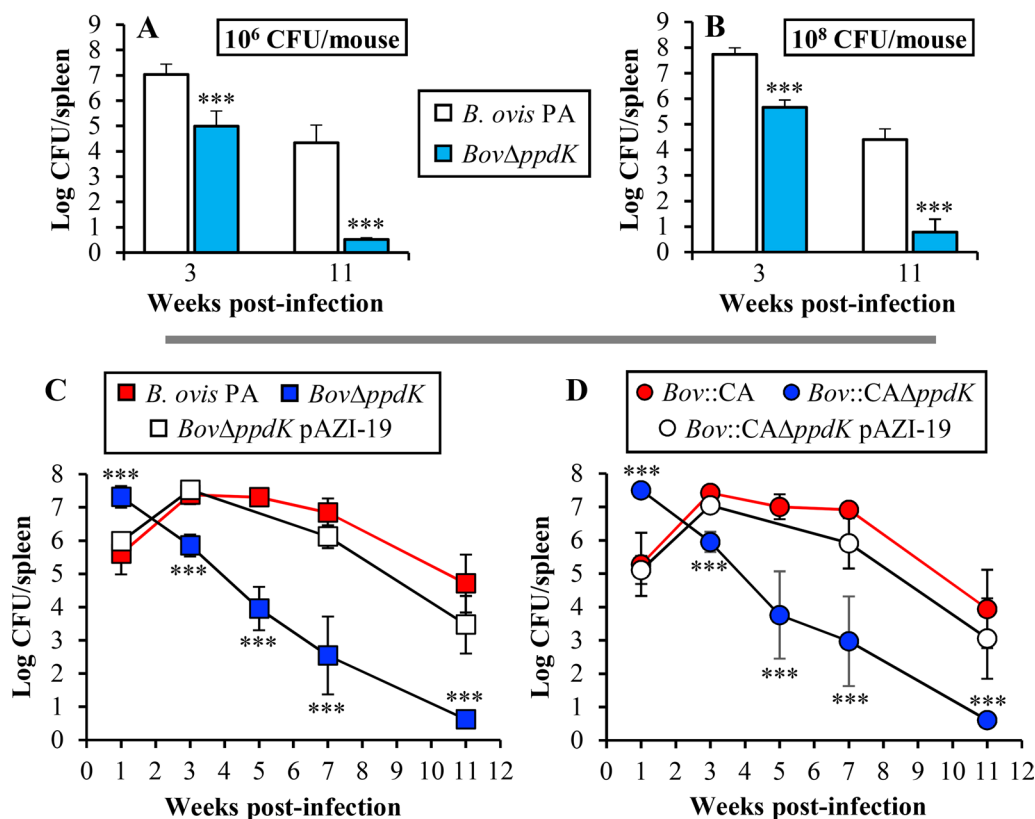 A
10⁶ CFU/mouse
Log CFU/spleen
9
8
7
6
5
4
3
2
1
0
***
***
3 11
Weeks post-infection
B. ovis PA
BovΔppdK
B
10⁸ CFU/mouse
Log CFU/spleen
9
8
7
6
5
4
3
2
1
0
***
***
3 11
Weeks post-infection
C
B. ovis PA BovΔppdK
BovΔppdK pAZI-19
Log CFU/spleen
8
7
6
5
4
3
2
1
0
***
***
***
***
***
0 1 2 3 4 5 6 7 8 9 10 11 12
Weeks post-infection
D
Bov::CA Bov::CAΔppdK
Bov::CAΔppdK pAZI-19
Log CFU/spleen
8
7
6
5
4
3
2
1
0
***
***
***
***
***
0 1 2 3 4 5 6 7 8 9 10 11 12
Weeks post-infection